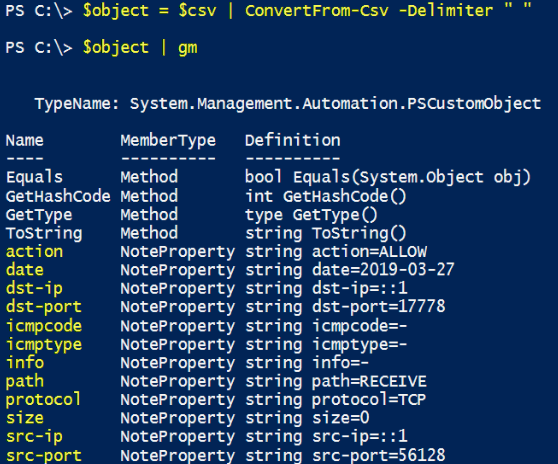 PS C:\> $object = $csv | ConvertFrom-Csv -Delimiter " "
PS C:\> $object | gm
TypeName: System.Management.Automation.PSCustomObject
Name MemberType Definition
---- ---------- ----------
Equals Method bool Equals(System.Object obj)
GetHashCode Method int GetHashCode()
GetType Method type GetType()
ToString Method string ToString()
action NoteProperty string action=ALLOW
date NoteProperty string date=2019-03-27
dst-ip NoteProperty string dst-ip=::1
dst-port NoteProperty string dst-port=17778
icmpcode NoteProperty string icmpcode=-
icmptype NoteProperty string icmptype=-
info NoteProperty string info=-
path NoteProperty string path=RECEIVE
protocol NoteProperty string protocol=TCP
size NoteProperty string size=0
src-ip NoteProperty string src-ip=::1
src-port NoteProperty string src-port=56128